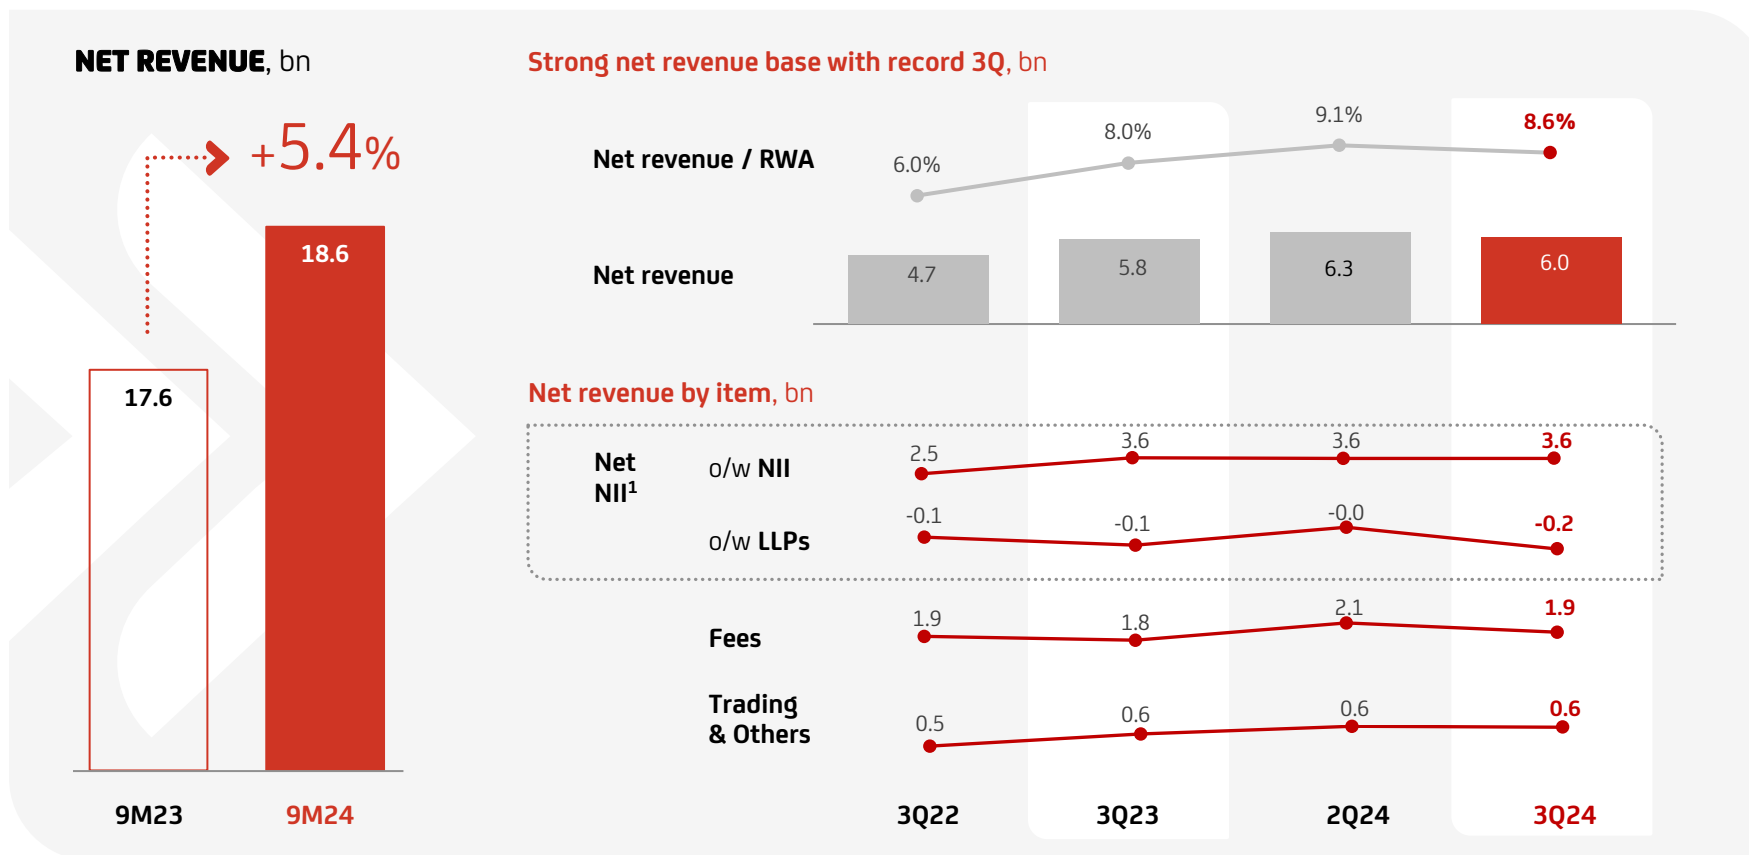 NET REVENUE, bn
+5.4%
18.6
17.6
9M23 9M24
Strong net revenue base with record 3Q, bn
Net revenue / RWA 6.0% 8.0% 9.1% 8.6%
Net revenue 4.7 5.8 6.3 6.0
Net revenue by item, bn
Net
NII¹
o/w NII 2.5 3.6 3.6 3.6
o/w LLPs -0.1 -0.1 -0.0 -0.2
Fees 1.9 1.8 2.1 1.9
Trading
& Others 0.5 0.6 0.6 0.6
3Q22 3Q23 2Q24 3Q24